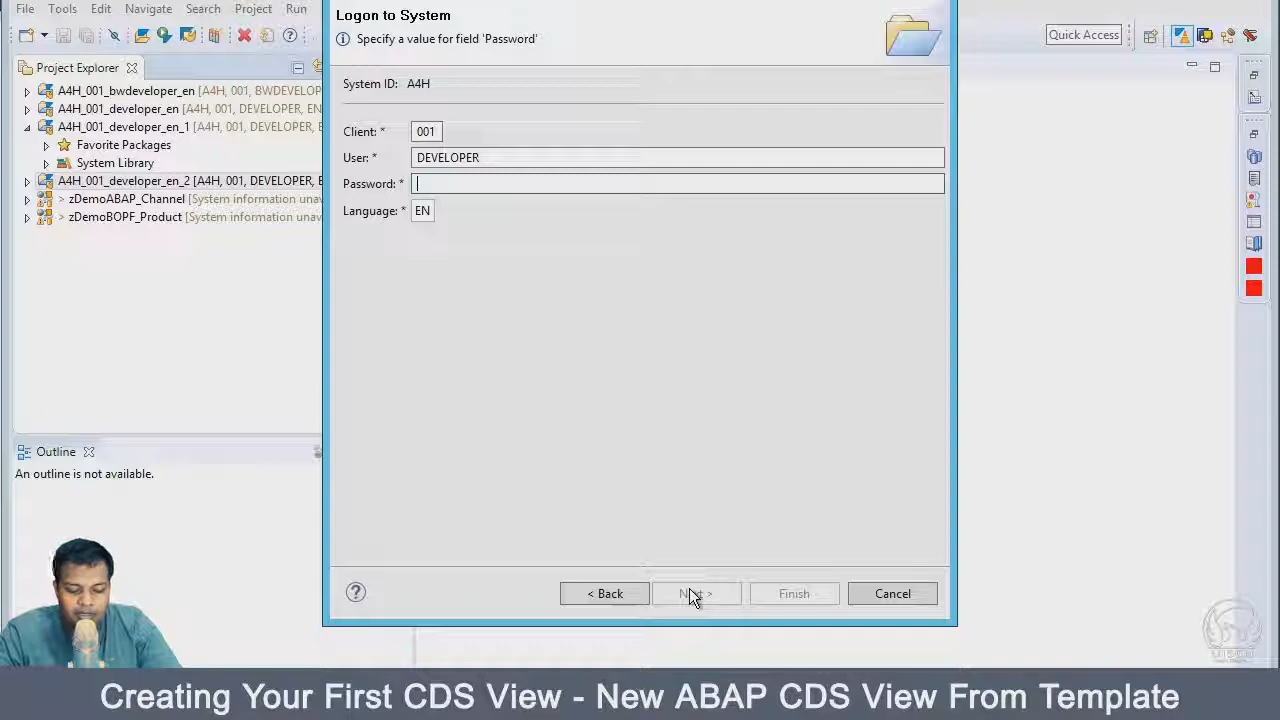 File Tools Edit Navigate Search Project Run
Quick Access
Project Explorer
A4H_001_bwdeveloper_en [A4H, 001, BWDEVELOP
A4H_001_developer_en [A4H, 001, DEVELOPER, EN
A4H_001_developer_en_1 [A4H, 001, DEVELOPER, E
Favorite Packages
System Library
A4H_001_developer_en_2 [A4H, 001, DEVELOPER, E
> zDemoABAP_Channel [System information unav
> zDemoBOPF_Product [System information unav
Outline
An outline is not available.
Logon to System
Specify a value for field 'Password'
System ID: A4H
Client: * 001
User: * DEVELOPER
Password: *
Language: * EN
< Back
Next >
Finish
Cancel
Creating Your First CDS View - New ABAP CDS View From Template